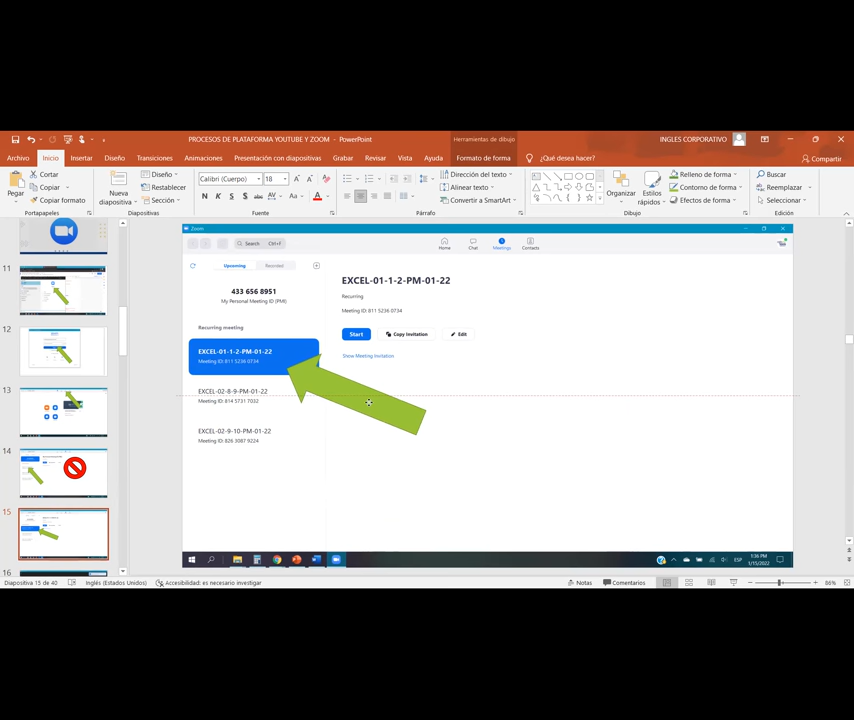 PROCESOS DE PLATAFORMA YOUTUBE Y ZOOM - PowerPoint
Herramientas de dibujo
INGLES CORPORATIVO
Archivo Inicio Insertar Diseño Transiciones Animaciones Presentación con diapositivas Grabar Revisar Vista Ayuda Formato de forma ¿Qué desea hacer? Compartir
Pegar
Cortar
Copiar
Copiar formato
Portapapeles
Nueva diapositiva
Diseño
Restablecer
Sección
Diapositivas
Calibri (Cuerpo) 18
N K S S abc AV Aa A
Fuente
Párrafo
Dirección del texto
Alinear texto
Convertir a SmartArt
Dibujo
Organizar
Estilos rápidos
Relleno de forma
Contorno de forma
Efectos de forma
Buscar
Reemplazar
Seleccionar
Edición
11
12
13
14
15
16
Zoom
Search Ctrl+F
Home Chat Meetings Contacts
Upcoming Recorded
433 656 8951
My Personal Meeting ID (PMI)
Recurring meeting
EXCEL-01-1-2-PM-01-22
Meeting ID: 811 5236 0734
EXCEL-02-8-9-PM-01-22
Meeting ID: 814 5731 7032
EXCEL-02-9-10-PM-01-22
Meeting ID: 826 3087 9224
EXCEL-01-1-2-PM-01-22
Recurring
Meeting ID: 811 5236 0734
Start Copy Invitation Edit
Show Meeting Invitation
ESP
1:36 PM
1/15/2022
Diapositiva 15 de 40 Inglés (Estados Unidos) Accesibilidad: es necesario investigar Notas Comentarios 86%